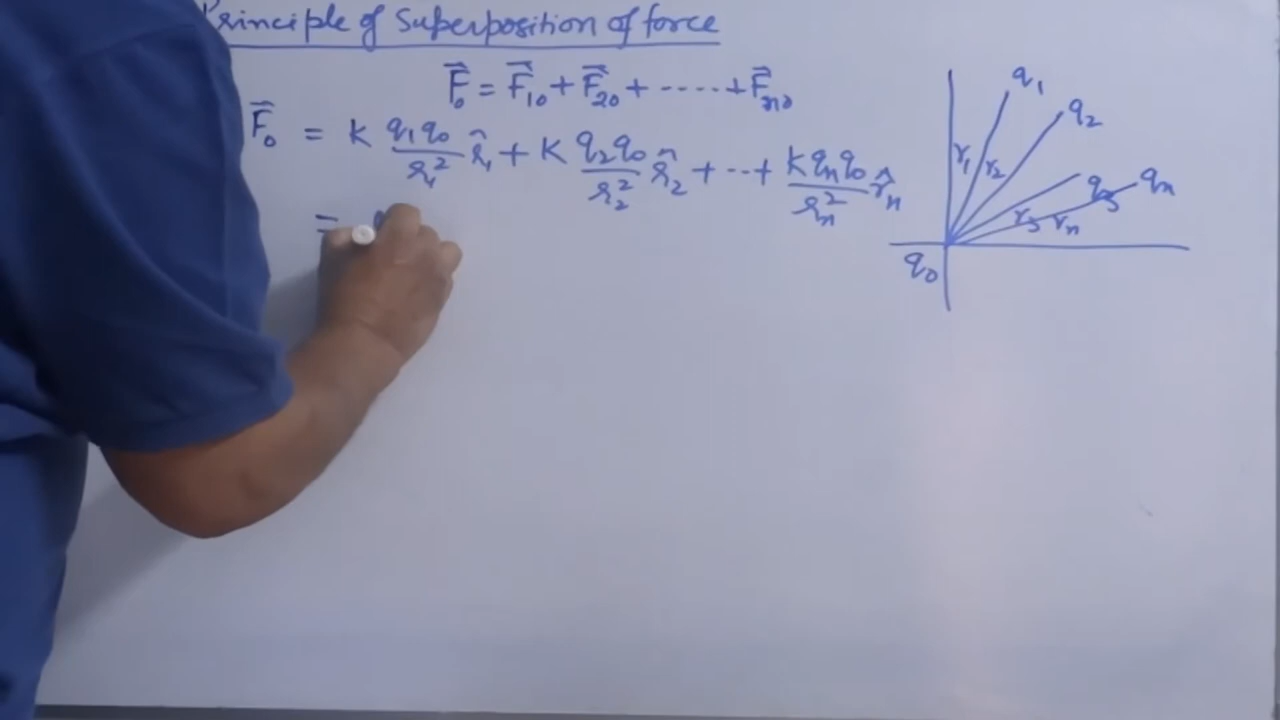 Principle of Superposition of force
F⃗₀ = F⃗₁₀ + F⃗₂₀ + ----- + F⃗ₙ₀
F⃗₀ = K q₁q₀/r₁² r̂₁ + K q₂q₀/r₂² r̂₂ + -- + K qₙq₀/rₙ² r̂ₙ
=
q₁
q₂
q₃ qₙ
r₁ r₂
r₃ rₙ
q₀